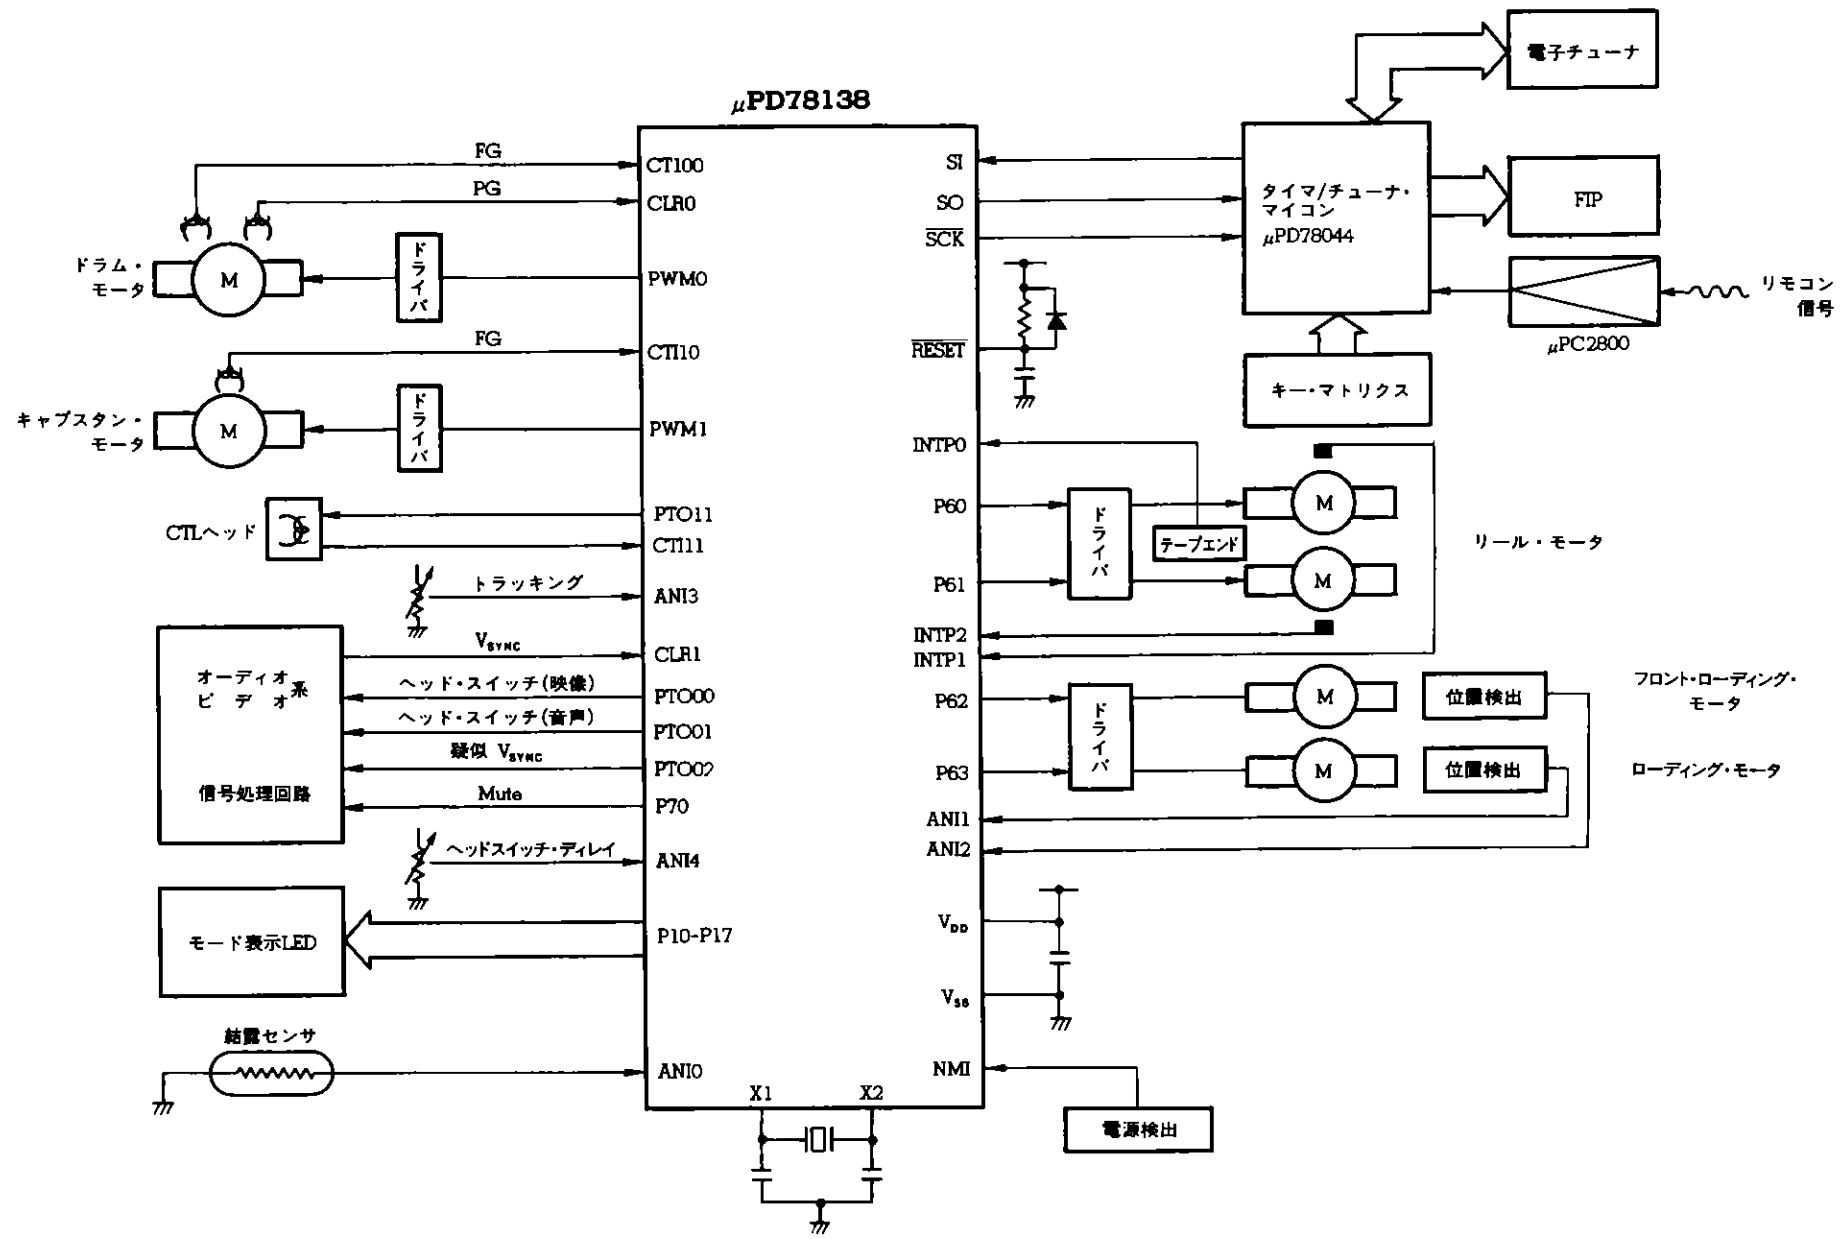 μPD78138
FG
CTI00
PG
CLR0
ドラム・
モータ
M
ドライバ
PWM0
FG
CTI10
キャプスタン・
モータ
M
ドライバ
PWM1
CTLヘッド
PTO11
CTI11
トラッキング
ANI3
オーディオ
ビデオ
系
信号処理回路
VSYNC
CLR1
ヘッド・スイッチ(映像)
PTO00
ヘッド・スイッチ(音声)
PTO01
疑似 VSYNC
PTO02
Mute
P70
ヘッドスイッチ・ディレイ
ANI4
モード表示LED
P10-P17
結露センサ
ANI0
X1
X2
SI
SO
SCK
RESET
タイマ/チューナ・
マイコン
μPD78044
電子チューナ
FIP
リモコン
信号
μPC2800
キー・マトリクス
INTP0
P60
P61
ドライバ
テープエンド
M
M
リール・モータ
INTP2
INTP1
P62
P63
ドライバ
M
M
位置検出
位置検出
フロント・ローディング・
モータ
ローディング・モータ
ANI1
ANI2
VDD
VSS
NMI
電源検出